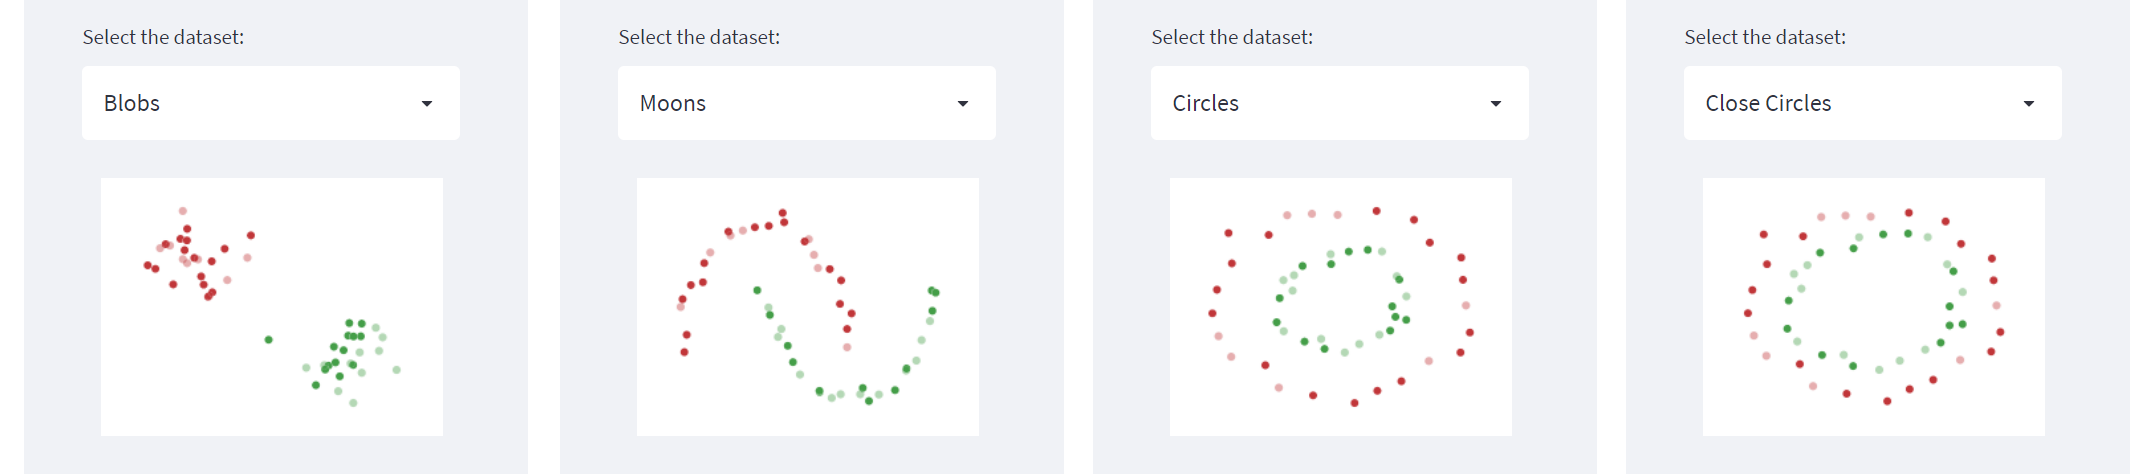 Select the dataset:
Blobs
Select the dataset:
Moons
Select the dataset:
Circles
Select the dataset:
Close Circles